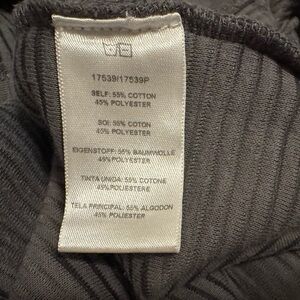 17539/17539P
SELF: 55% COTTON
45% POLYESTER
SOI: 55% COTON
45% POLYESTER
EIGENSTOFF: 55% BAUMWOLLE
45% POLYESTER
TINTA UNIDA: 55% COTONE
45% POLIESTERE
TELA PRINCIPAL: 55% ALGODON
45% POLIESTER